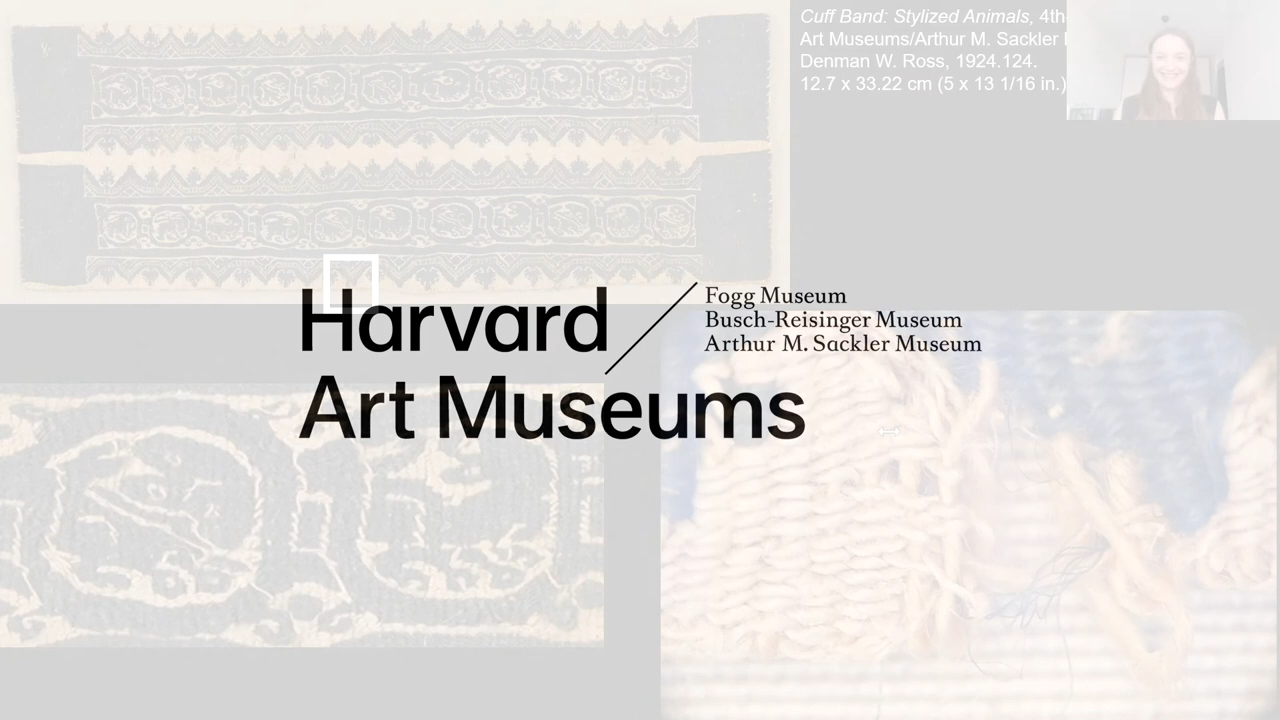 Cuff Band: Stylized Animals, 4th
Art Museums/Arthur M. Sackler
Denman W. Ross, 1924.124.
12.7 x 33.22 cm (5 x 13 1/16 in.)
Harvard
Art Museums
Fogg Museum
Busch-Reisinger Museum
Arthur M. Sackler Museum